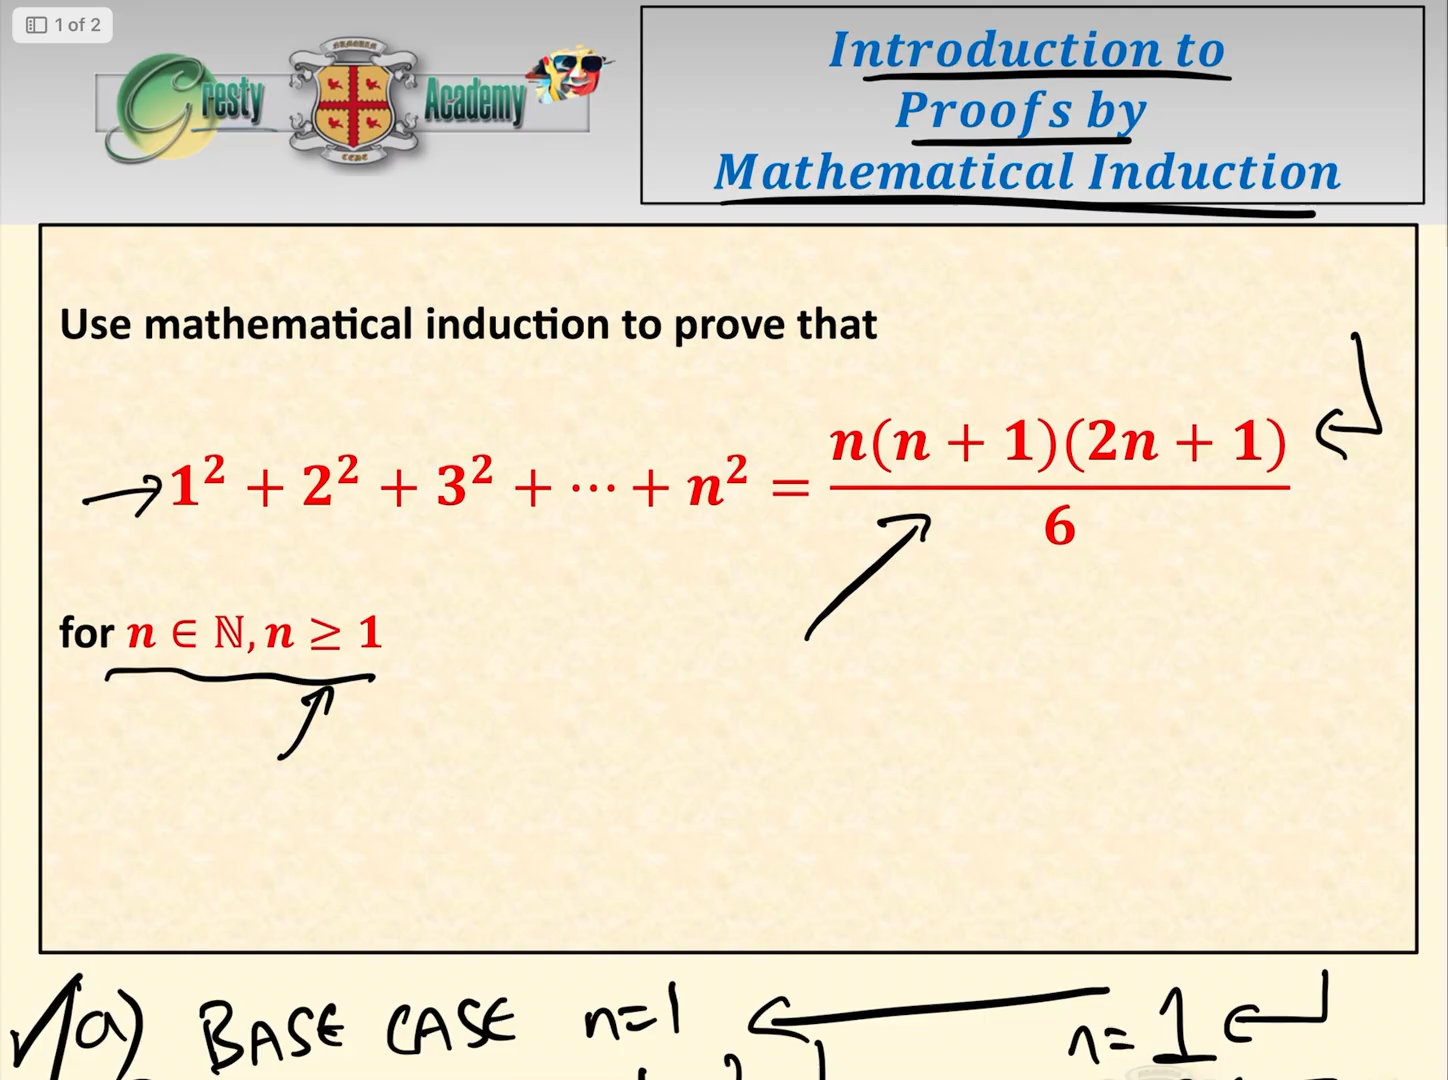 1 of 2
Gresty Academy
Introduction to
Proofs by
Mathematical Induction
Use mathematical induction to prove that
1² + 2² + 3² + ⋯ + n² = n(n + 1)(2n + 1) / 6
for n ∈ ℕ, n ≥ 1
a) BASE CASE n=1
n= 1